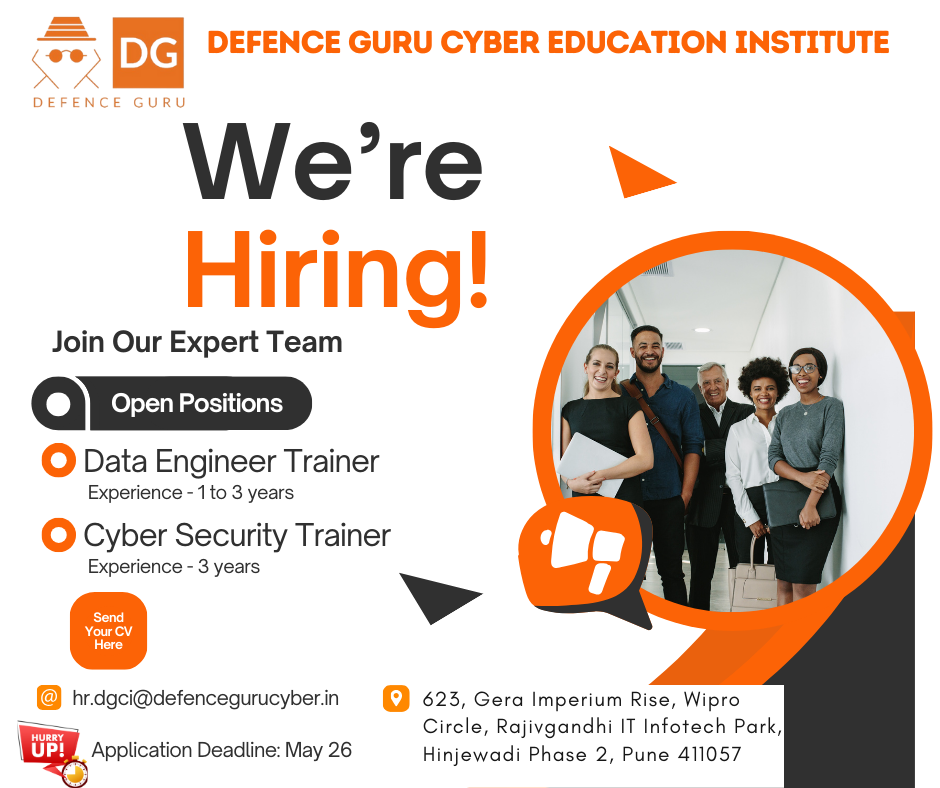 DG
DEFENCE GURU
DEFENCE GURU CYBER EDUCATION INSTITUTE
We're
Hiring!
Join Our Expert Team
Open Positions
Data Engineer Trainer
Experience - 1 to 3 years
Cyber Security Trainer
Experience - 3 years
Send
Your CV
Here
@ hr.dgci@defencegurucyber.in
HURRY
UP!
Application Deadline: May 26
623, Gera Imperium Rise, Wipro
Circle, Rajivgandhi IT Infotech Park,
Hinjewadi Phase 2, Pune 411057